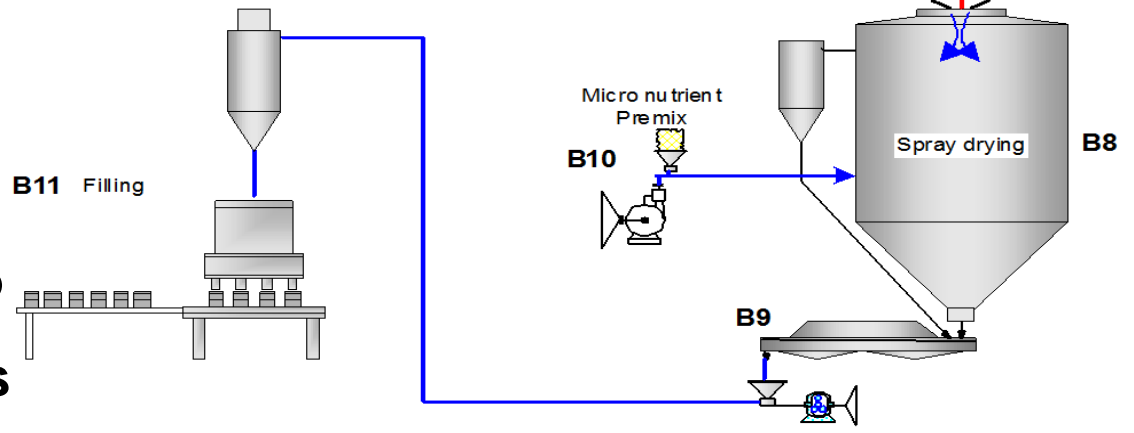 Micro nutrient
Premix
B10
Spray drying
B8
B11 Filling
B9
s